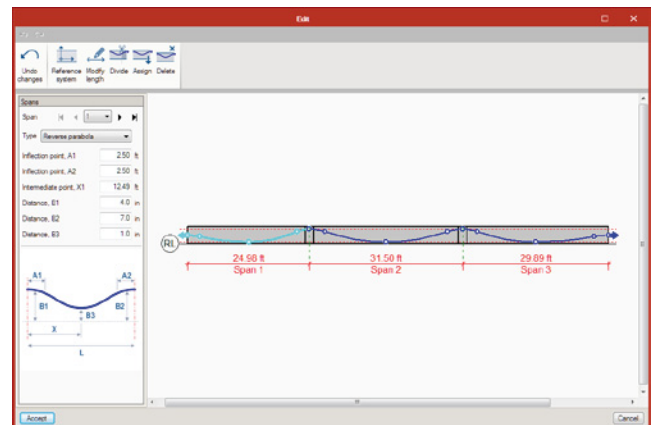 Edit
Undo changes
Reference system
Modify length
Divide
Assign
Delete
Spans
Span 1
Type Reverse parabola
Inflection point, A1 2.50 ft
Inflection point, A2 2.50 ft
Intermediate point, X1 12.49 ft
Distance, B1 4.0 in
Distance, B2 7.0 in
Distance, B3 1.0 in
A1 A2
B1 B3 B2
X
L
RL
24.98 ft 31.50 ft 29.89 ft
Span 1 Span 2 Span 3
Accept Cancel